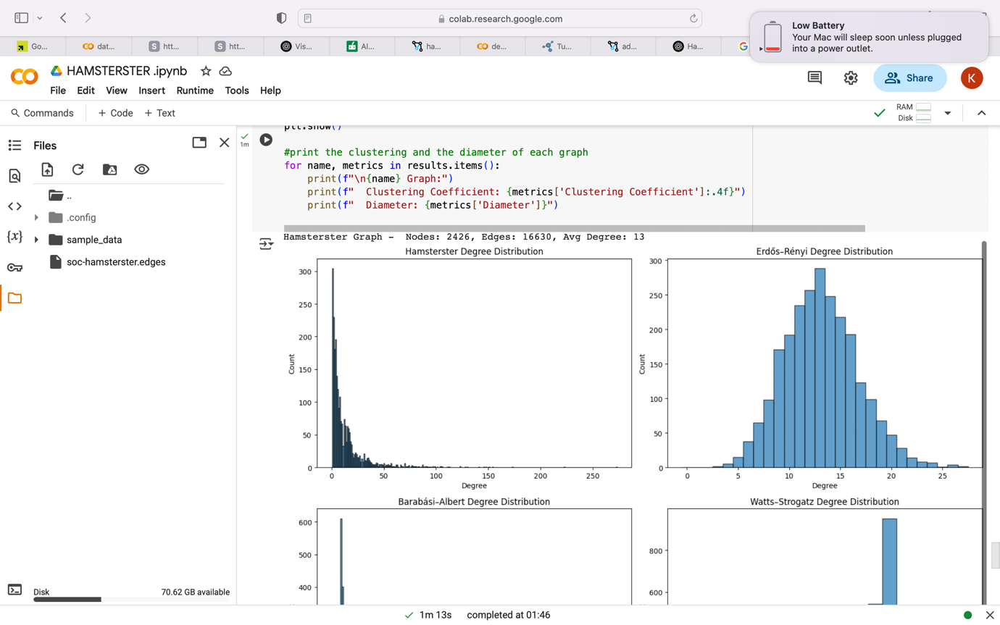 colab.research.google.com
Low Battery
Your Mac will sleep soon unless plugged
into a power outlet.
Go...
dat...
htt...
htt...
Vis...
Al...
ha...
de...
Tu...
ad...
Ha...
HAMSTERSTER .ipynb
Share
K
File Edit View Insert Runtime Tools Help
Commands
+ Code + Text
RAM
Disk
Files
..
.config
sample_data
soc-hamsterster.edges
Disk 70.62 GB available
1m
plt.show()
#print the clustering and the diameter of each graph
for name, metrics in results.items():
print(f"\n{name} Graph:")
print(f"  Clustering Coefficient: {metrics['Clustering Coefficient']:.4f}")
print(f"  Diameter: {metrics['Diameter']}")
Hamsterster Graph -  Nodes: 2426, Edges: 16630, Avg Degree: 13
Hamsterster Degree Distribution
300
250
200
150
100
50
0
Count
0 50 100 150 200 250
Degree
Erdős–Rényi Degree Distribution
300
250
200
150
100
50
0
Count
0 5 10 15 20 25
Degree
Barabási–Albert Degree Distribution
600
500
400
Watts–Strogatz Degree Distribution
800
600
1m 13s completed at 01:46